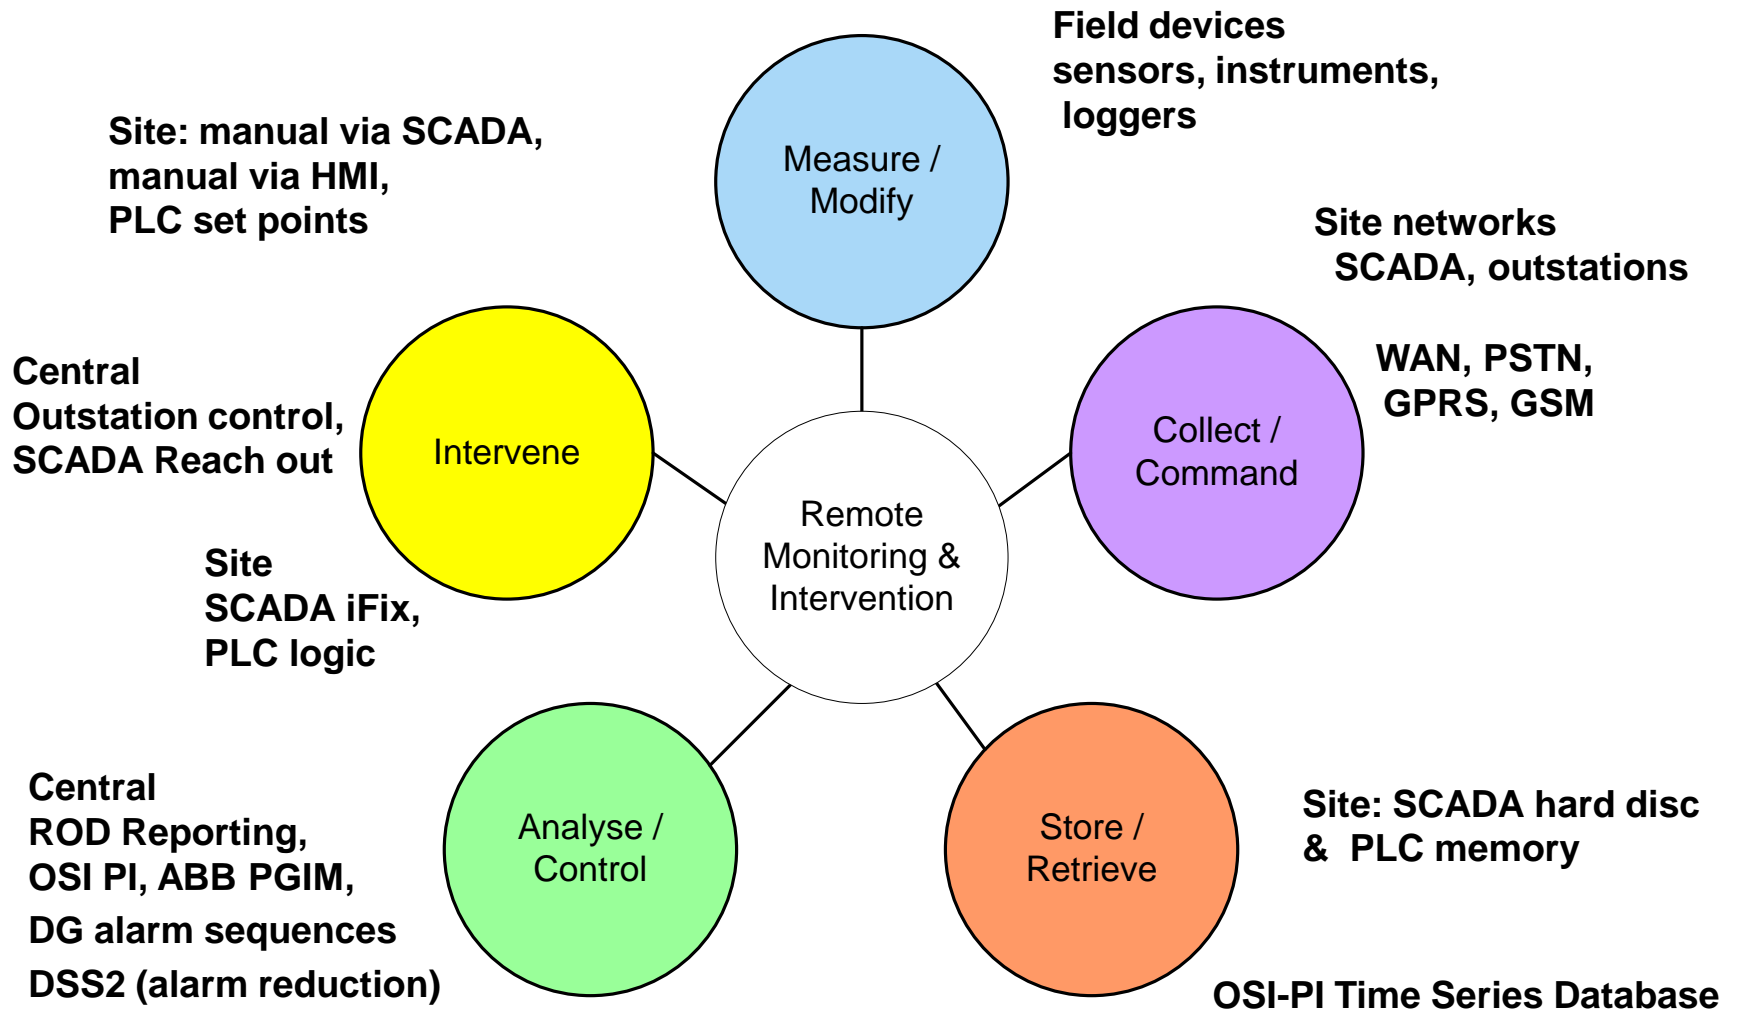 Field devices
sensors, instruments,
loggers
Site: manual via SCADA,
manual via HMI,
PLC set points
Measure /
Modify
Site networks
SCADA, outstations
WAN, PSTN,
GPRS, GSM
Central
Outstation control,
SCADA Reach out
Intervene
Collect /
Command
Remote
Monitoring &
Intervention
Site
SCADA iFix,
PLC logic
Central
ROD Reporting,
OSI PI, ABB PGIM,
DG alarm sequences
DSS2 (alarm reduction)
Analyse /
Control
Store /
Retrieve
Site: SCADA hard disc
& PLC memory
OSI-PI Time Series Database